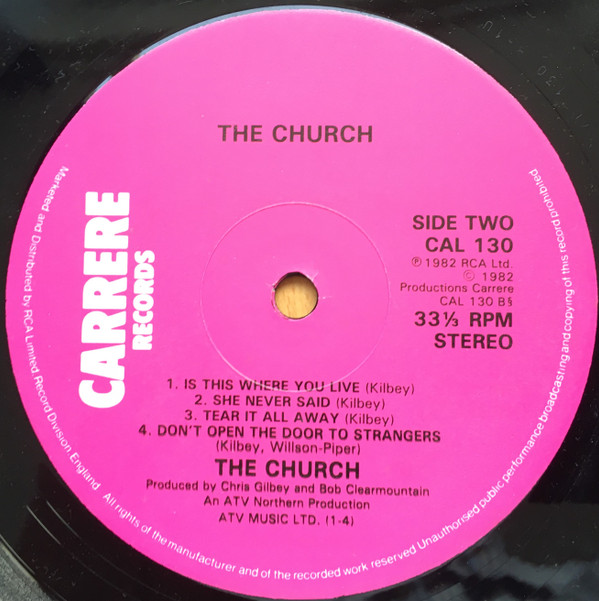 THE CHURCH
CARRERE
RECORDS
SIDE TWO
CAL 130
℗ 1982 RCA Ltd.
© 1982
Productions Carrere
CAL 130 B§
33⅓ RPM
STEREO
1. IS THIS WHERE YOU LIVE (Kilbey)
2. SHE NEVER SAID (Kilbey)
3. TEAR IT ALL AWAY (Kilbey)
4. DON'T OPEN THE DOOR TO STRANGERS
(Kilbey, Willson-Piper)
THE CHURCH
Produced by Chris Gilbey and Bob Clearmountain
An ATV Northern Production
ATV MUSIC LTD. (1-4)
Marketed and Distributed by RCA Limited Record Division England All rights of the manufacturer and of the recorded work reserved Unauthorised public performance broadcasting and copying of this record prohibited